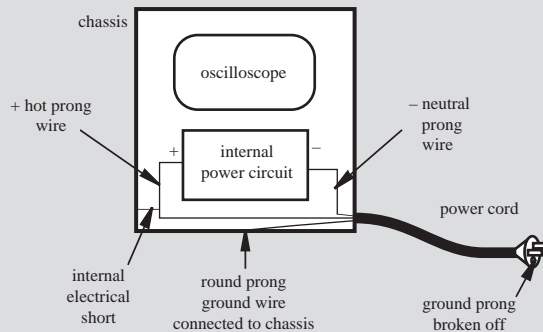 chassis
oscilloscope
+ hot prong
wire
– neutral
prong
wire
+
–
internal
power circuit
power cord
internal
electrical
short
round prong
ground wire
connected to chassis
ground prong
broken off